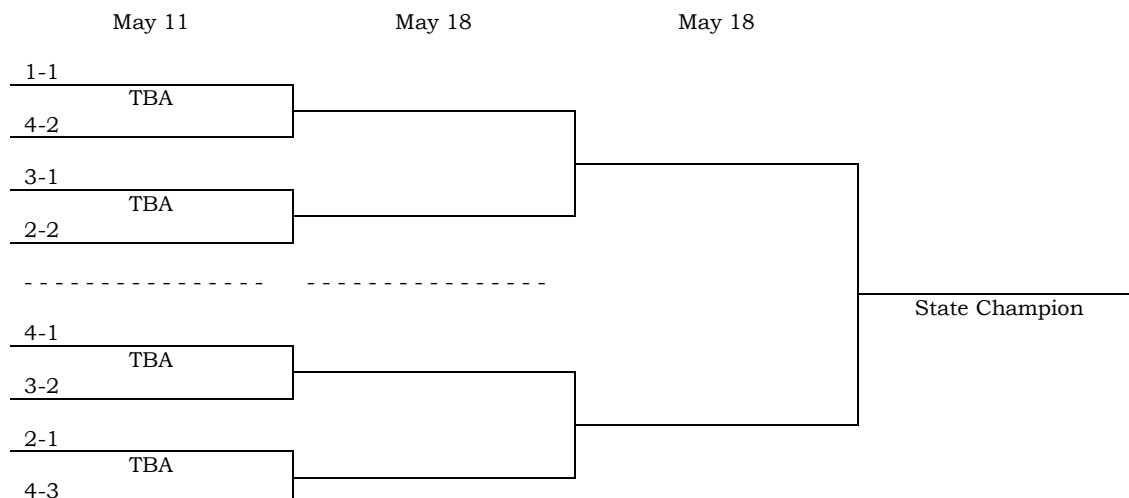 May 11 May 18 May 18
1-1
TBA
4-2
3-1
TBA
2-2
- - - - - - - - - - - - - - - - - - - - - - - - - - - - - - - -
State Champion
4-1
TBA
3-2
2-1
TBA
4-3